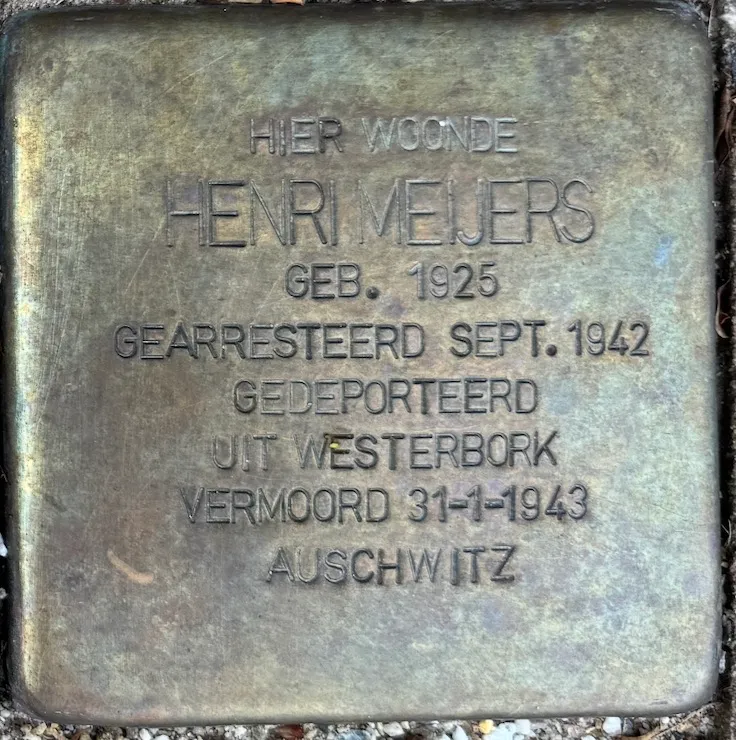 HIER WOONDE
HENRI MEIJERS
GEB. 1925
GEARRESTEERD SEPT. 1942
GEDEPORTEERD
UIT WESTERBORK
VERMOORD 31-1-1943
AUSCHWITZ